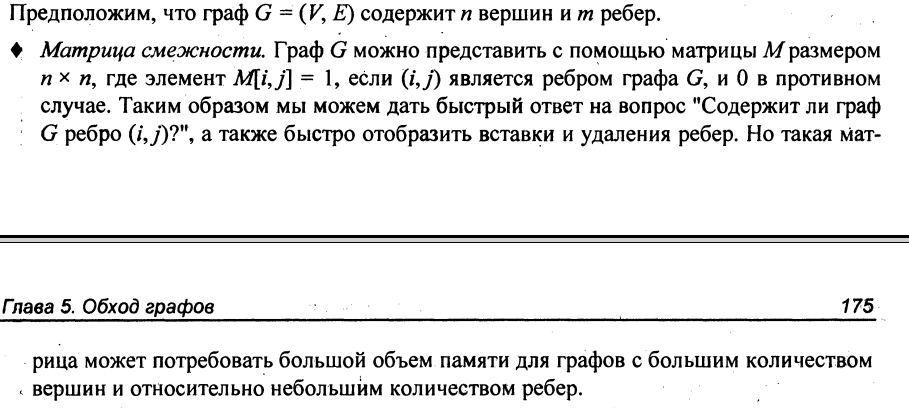 Предположим, что граф G = (V, E) содержит n вершин и m ребер.
♦ Матрица смежности. Граф G можно представить с помощью матрицы M размером
n × n, где элемент M[i, j] = 1, если (i, j) является ребром графа G, и 0 в противном
случае. Таким образом мы можем дать быстрый ответ на вопрос "Содержит ли граф
G ребро (i, j)?", а также быстро отобразить вставки и удаления ребер. Но такая мат-
Глава 5. Обход графов 175
рица может потребовать большой объем памяти для графов с большим количеством
вершин и относительно небольшим количеством ребер.